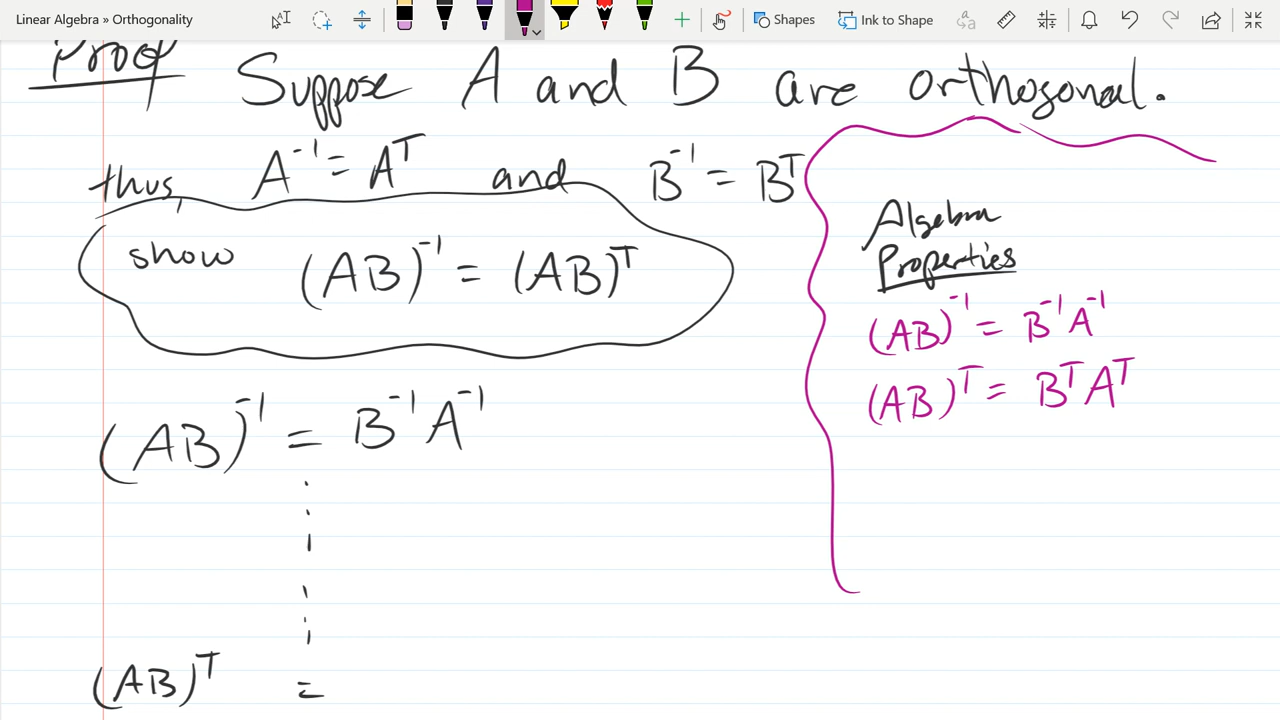 Linear Algebra » Orthogonality
Shapes
Ink to Shape
Proof Suppose A and B are orthogonal.
thus, A⁻¹ = Aᵀ and B⁻¹ = Bᵀ
show (AB)⁻¹ = (AB)ᵀ
Algebra
Properties
(AB)⁻¹ = B⁻¹A⁻¹
(AB)ᵀ = BᵀAᵀ
(AB)⁻¹ = B⁻¹A⁻¹
(AB)ᵀ =